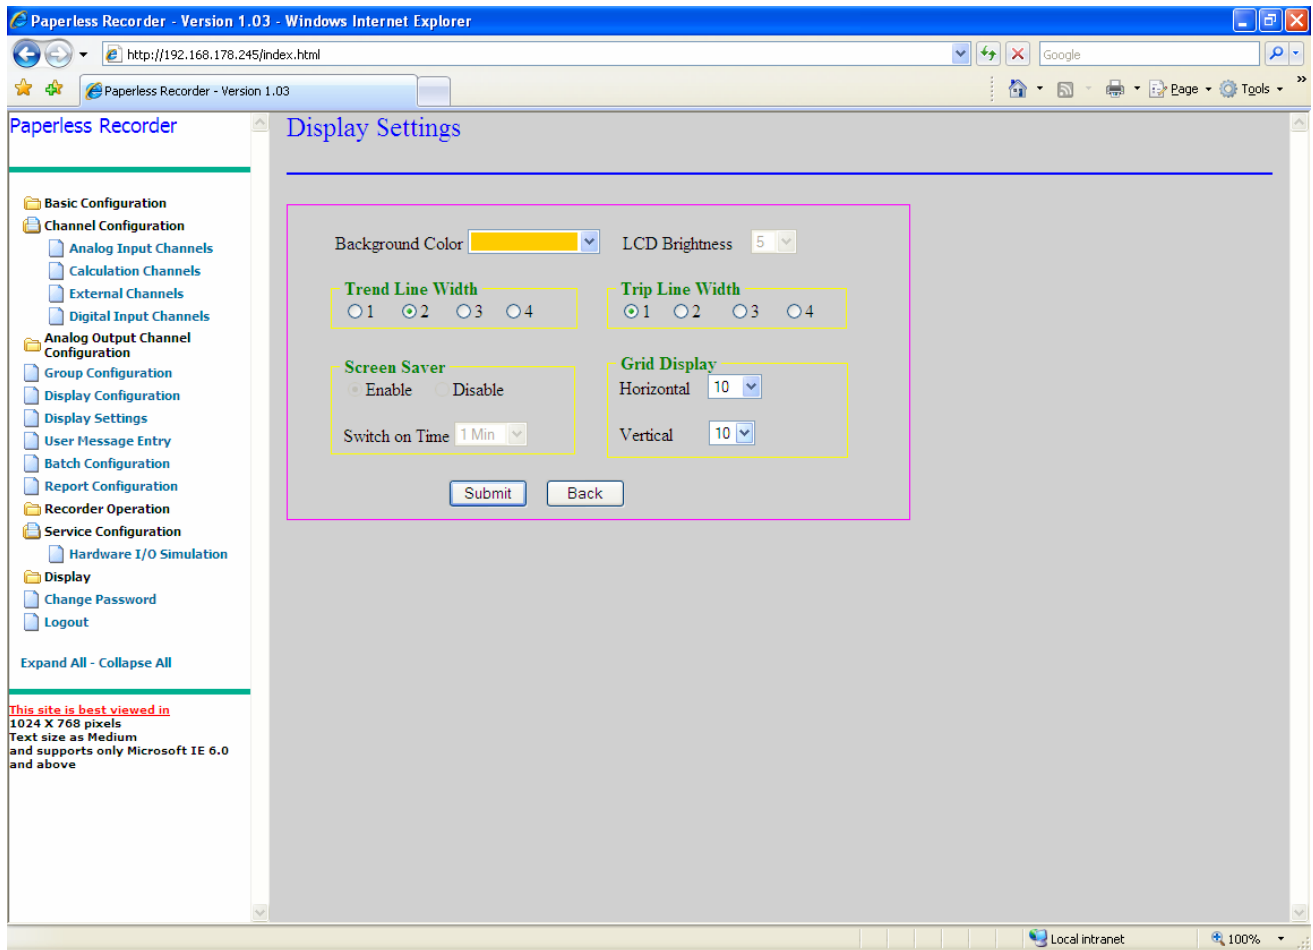 Paperless Recorder - Version 1.03 - Windows Internet Explorer
http://192.168.178.245/index.html
Google
Paperless Recorder - Version 1.03
Page
Tools
»
Paperless Recorder
Basic Configuration
Channel Configuration
Analog Input Channels
Calculation Channels
External Channels
Digital Input Channels
Analog Output Channel
Configuration
Group Configuration
Display Configuration
Display Settings
User Message Entry
Batch Configuration
Report Configuration
Recorder Operation
Service Configuration
Hardware I/O Simulation
Display
Change Password
Logout
Expand All - Collapse All
This site is best viewed in
1024 X 768 pixels
Text size as Medium
and supports only Microsoft IE 6.0
and above
Display Settings
Background Color
LCD Brightness 5
Trend Line Width
1 2 3 4
Trip Line Width
1 2 3 4
Screen Saver
Enable Disable
Switch on Time 1 Min
Grid Display
Horizontal 10
Vertical 10
Submit Back
Local intranet
100%